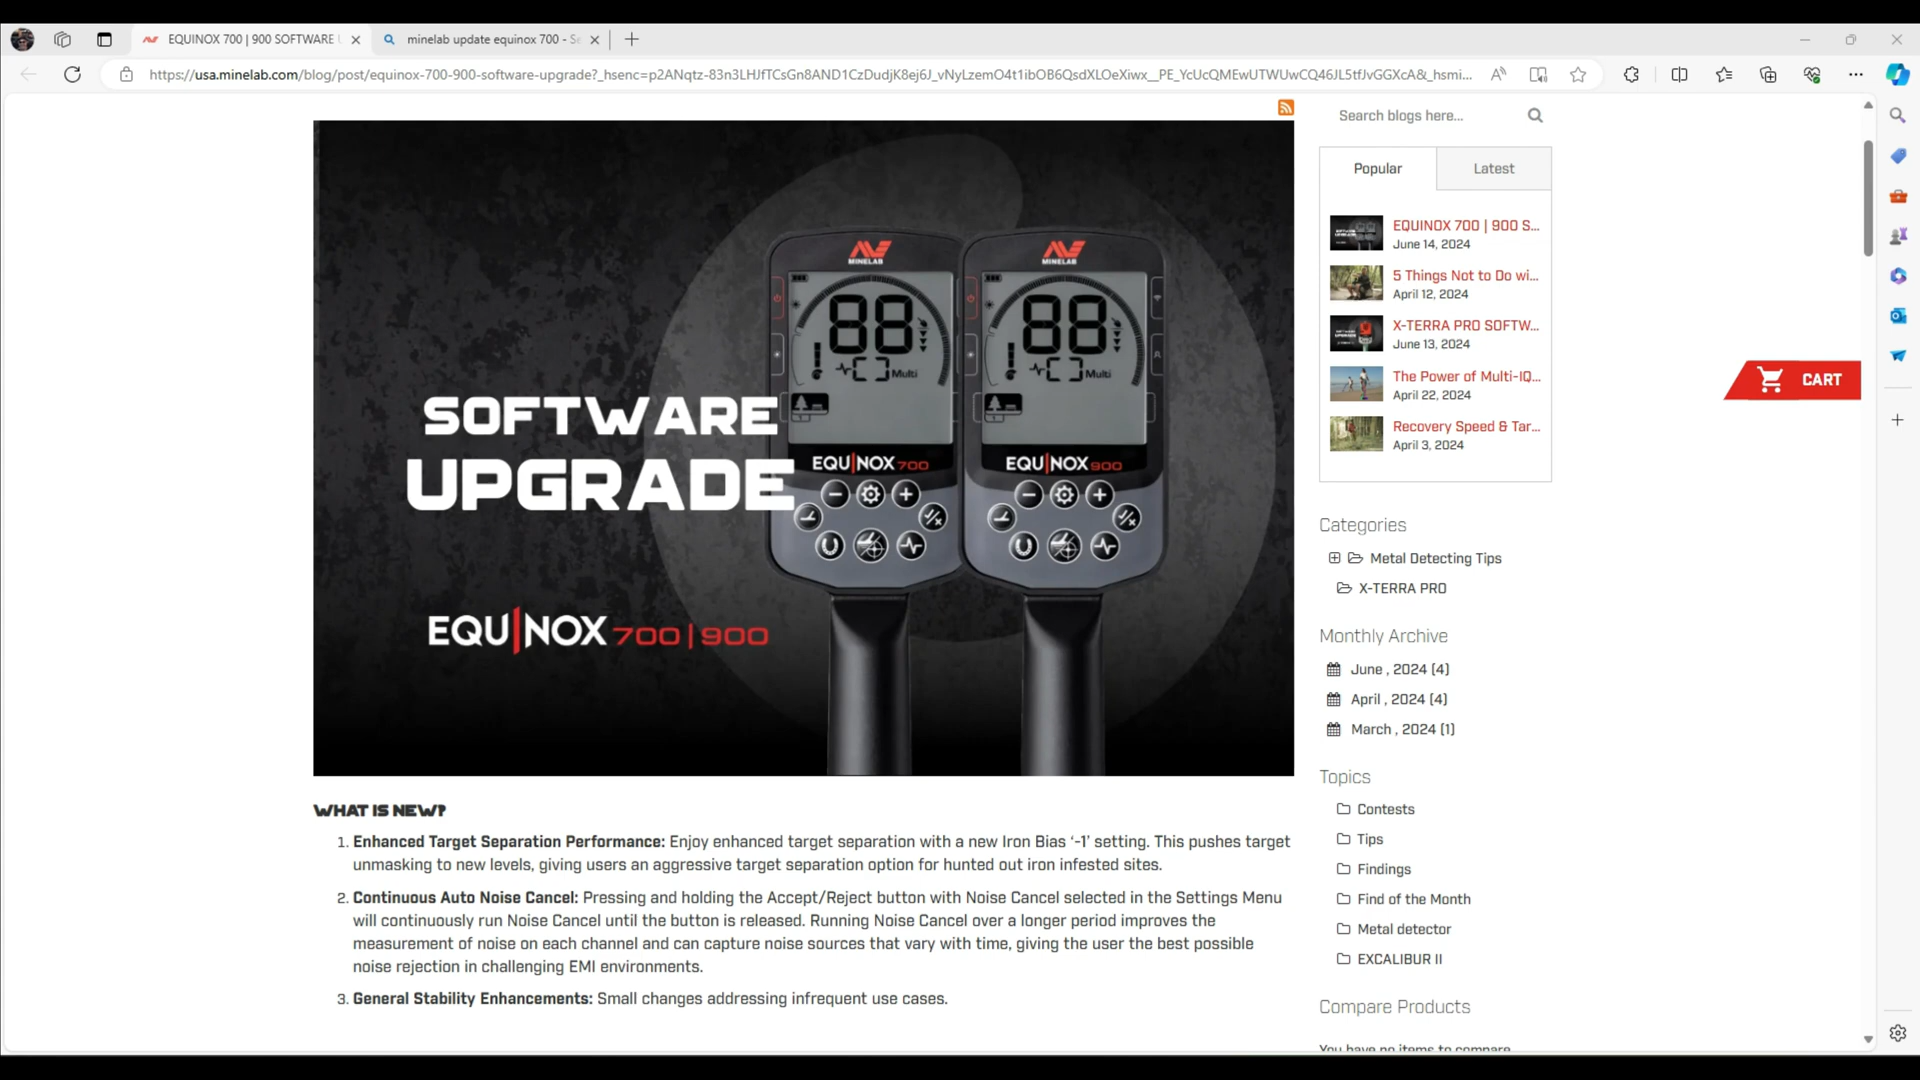 EQUINOX 700 | 900 SOFTWARE
minelab update equinox 700 - Se
https://usa.minelab.com/blog/post/equinox-700-900-software-upgrade?_hsenc=p2ANqtz-83n3LHJfTCsGn8AND1CzDudjK8ej6J_vNyLzemO4t1ibOB6QsdXLOeXiwx__PE_YcUcQMEwUTWUwCQ46JL5tfJvGGXcA&_hsmi...
Search blogs here...
Popular
Latest
EQUINOX 700 | 900 S...
June 14, 2024
5 Things Not to Do wi...
April 12, 2024
X-TERRA PRO SOFTW...
June 13, 2024
The Power of Multi-IQ...
April 22, 2024
Recovery Speed & Tar...
April 3, 2024
CART
MINELAB
MINELAB
88
88
Multi
Multi
SOFTWARE
UPGRADE
EQUINOX 700
EQUINOX 900
EQUINOX 700 | 900
Categories
Metal Detecting Tips
X-TERRA PRO
Monthly Archive
June , 2024 (4)
April , 2024 (4)
March , 2024 (1)
Topics
Contests
Tips
Findings
Find of the Month
Metal detector
EXCALIBUR II
Compare Products
You have no items to compare
WHAT IS NEW?
1. Enhanced Target Separation Performance: Enjoy enhanced target separation with a new Iron Bias ‘-1’ setting. This pushes target
unmasking to new levels, giving users an aggressive target separation option for hunted out iron infested sites.
2. Continuous Auto Noise Cancel: Pressing and holding the Accept/Reject button with Noise Cancel selected in the Settings Menu
will continuously run Noise Cancel until the button is released. Running Noise Cancel over a longer period improves the
measurement of noise on each channel and can capture noise sources that vary with time, giving the user the best possible
noise rejection in challenging EMI environments.
3. General Stability Enhancements: Small changes addressing infrequent use cases.